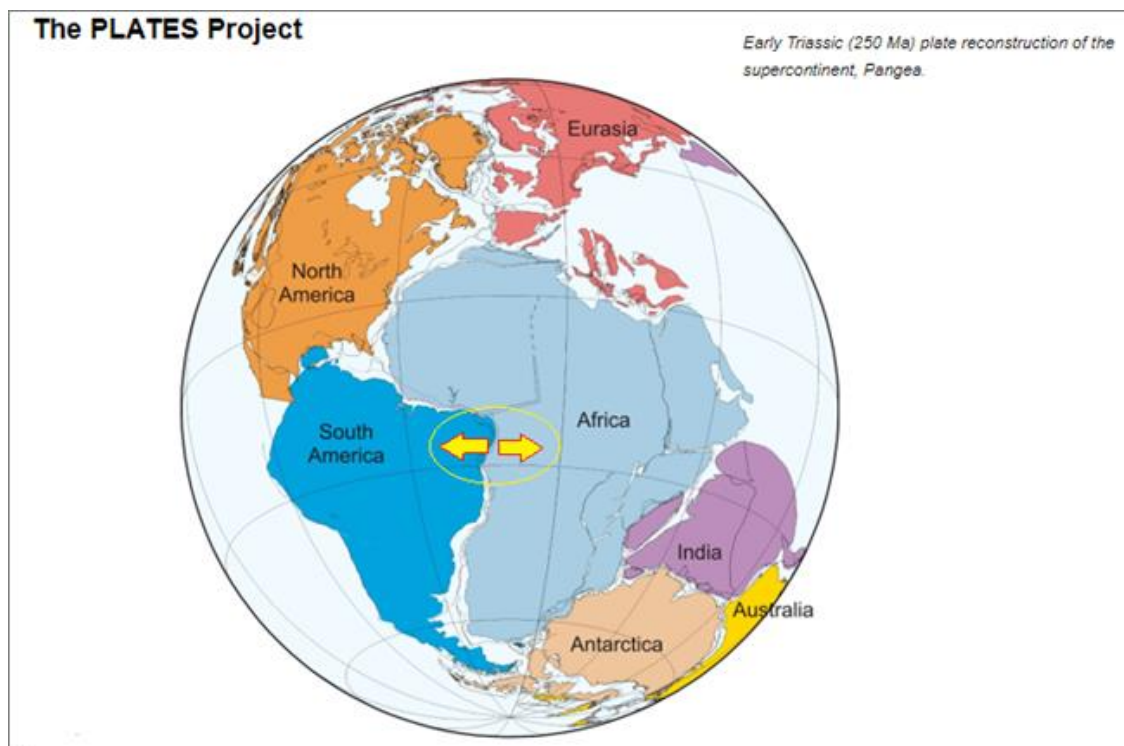 The PLATES Project
Early Triassic (250 Ma) plate reconstruction of the
supercontinent, Pangea.
Eurasia
North
America
South
America
Africa
India
Australia
Antarctica